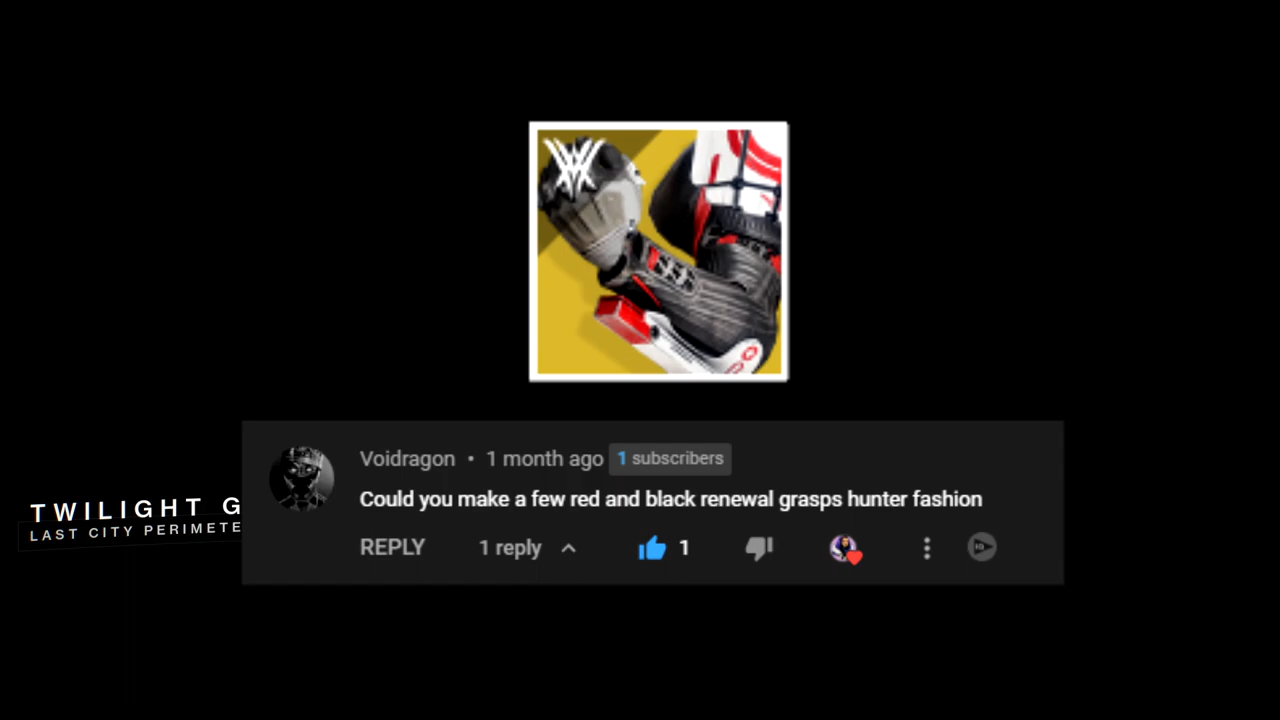 Voidragon • 1 month ago 1 subscribers
Could you make a few red and black renewal grasps hunter fashion
TWILIGHT G
LAST CITY PERIMETE
REPLY 1 reply 1